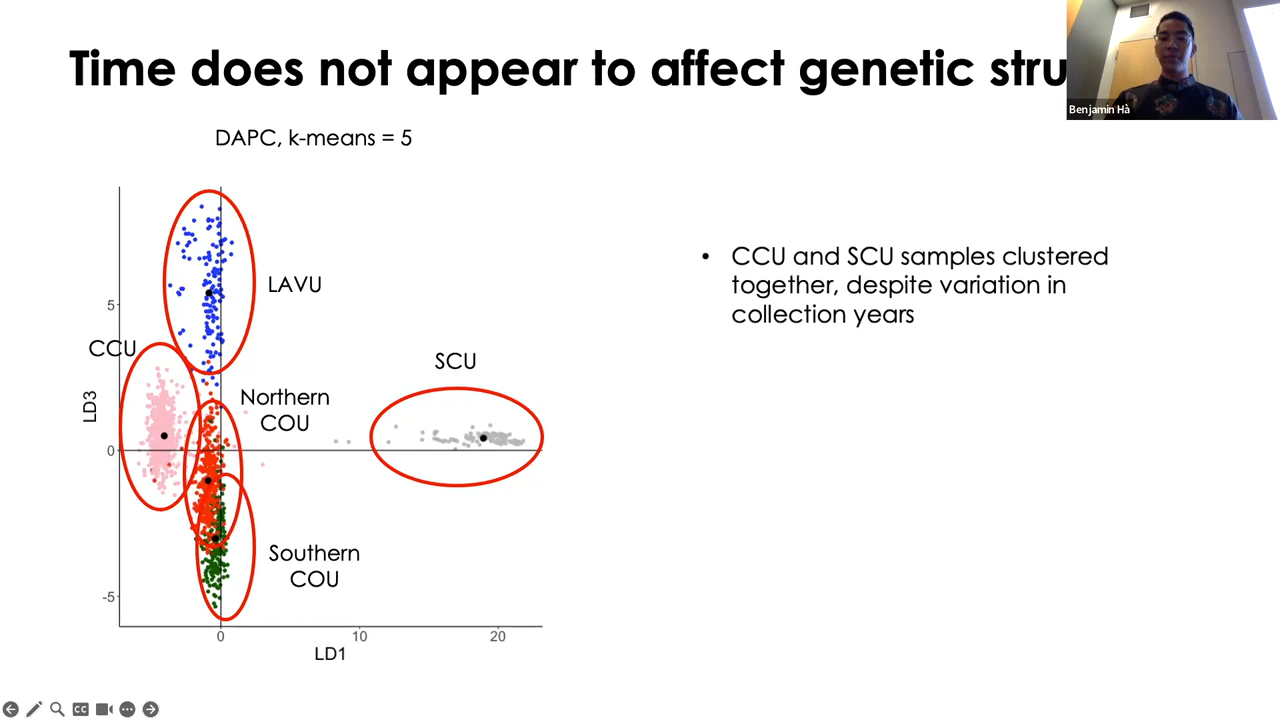 Time does not appear to affect genetic stru
Benjamin Hà
DAPC, k-means = 5
LAVU
CCU
SCU
Northern
COU
Southern
COU
LD3
5
0
-5
0
10
20
LD1
• CCU and SCU samples clustered
together, despite variation in
collection years
CC